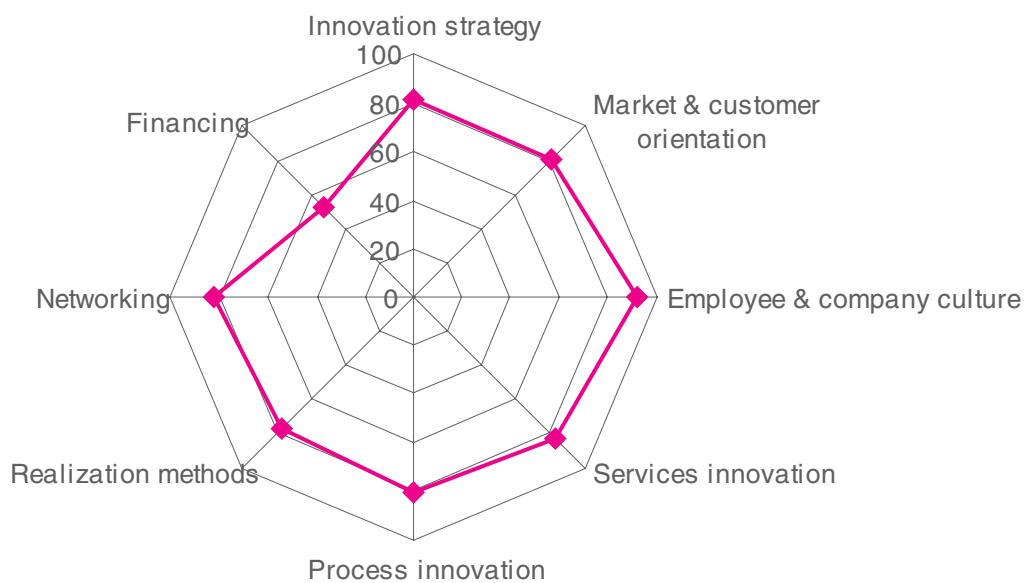 Innovation strategy
100
Market & customer
orientation
80
Financing
60
40
20
Networking
0
Employee & company culture
Realization methods
Services innovation
Process innovation